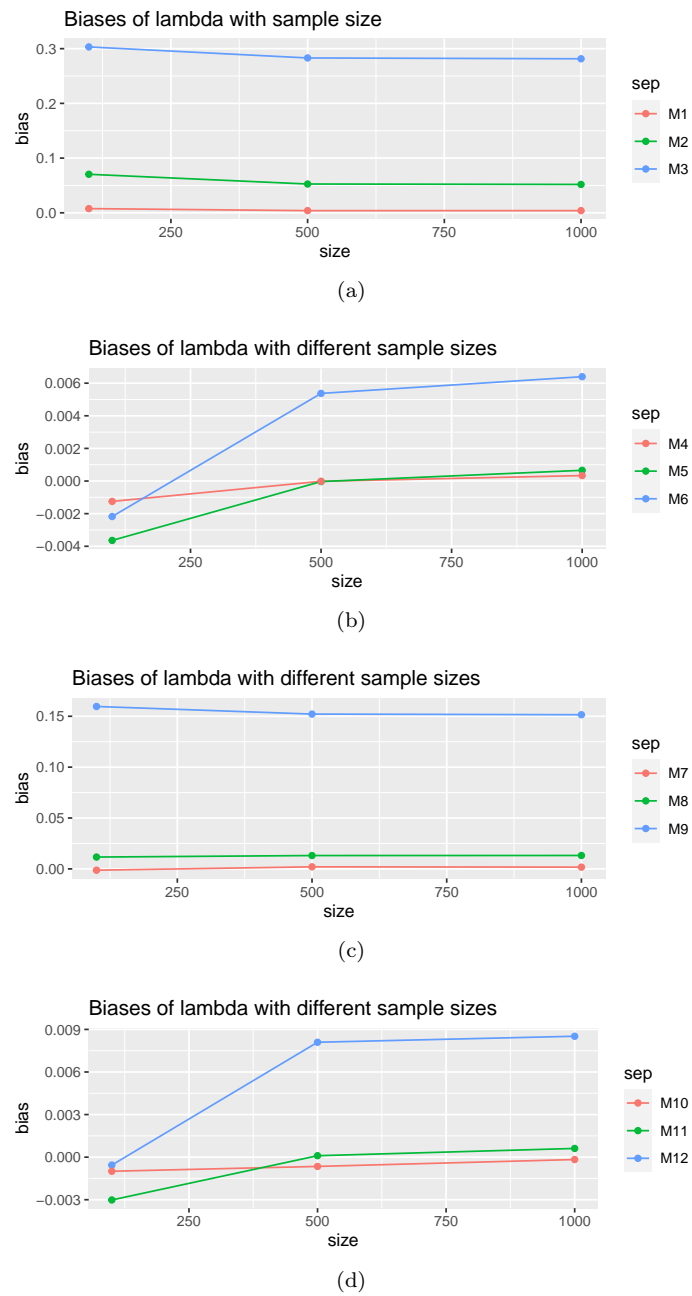 Biases of lambda with sample size
0.3
0.2
0.1
0.0
bias
250
500
750
1000
size
sep
M1
M2
M3
(a)
Biases of lambda with different sample sizes
0.006
0.004
0.002
0.000
−0.002
−0.004
bias
250
500
750
1000
size
sep
M4
M5
M6
(b)
Biases of lambda with different sample sizes
0.15
0.10
0.05
0.00
bias
250
500
750
1000
size
sep
M7
M8
M9
(c)
Biases of lambda with different sample sizes
0.009
0.006
0.003
0.000
−0.003
bias
250
500
750
1000
size
sep
M10
M11
M12
(d)